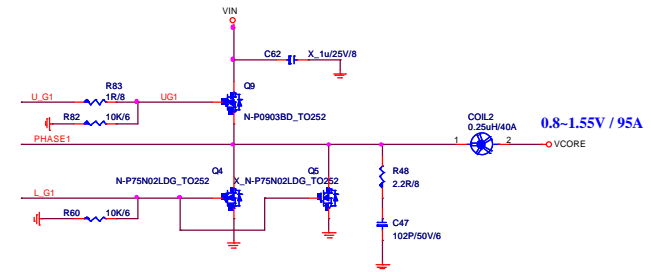 VIN
C62 X_1u/25V/8
R83 Q9
U_G1 1R/8 UG1
R82 10K/6 N-P0903BD_TO252
COIL2
0.25uH/40A 0.8~1.55V / 95A
PHASE1 1 2 VCORE
Q4 Q5
N-P75N02LDG_TO252 X_N-P75N02LDG_TO252
R48
2.2R/8
L_G1
R60 10K/6
C47
102P/50V/6